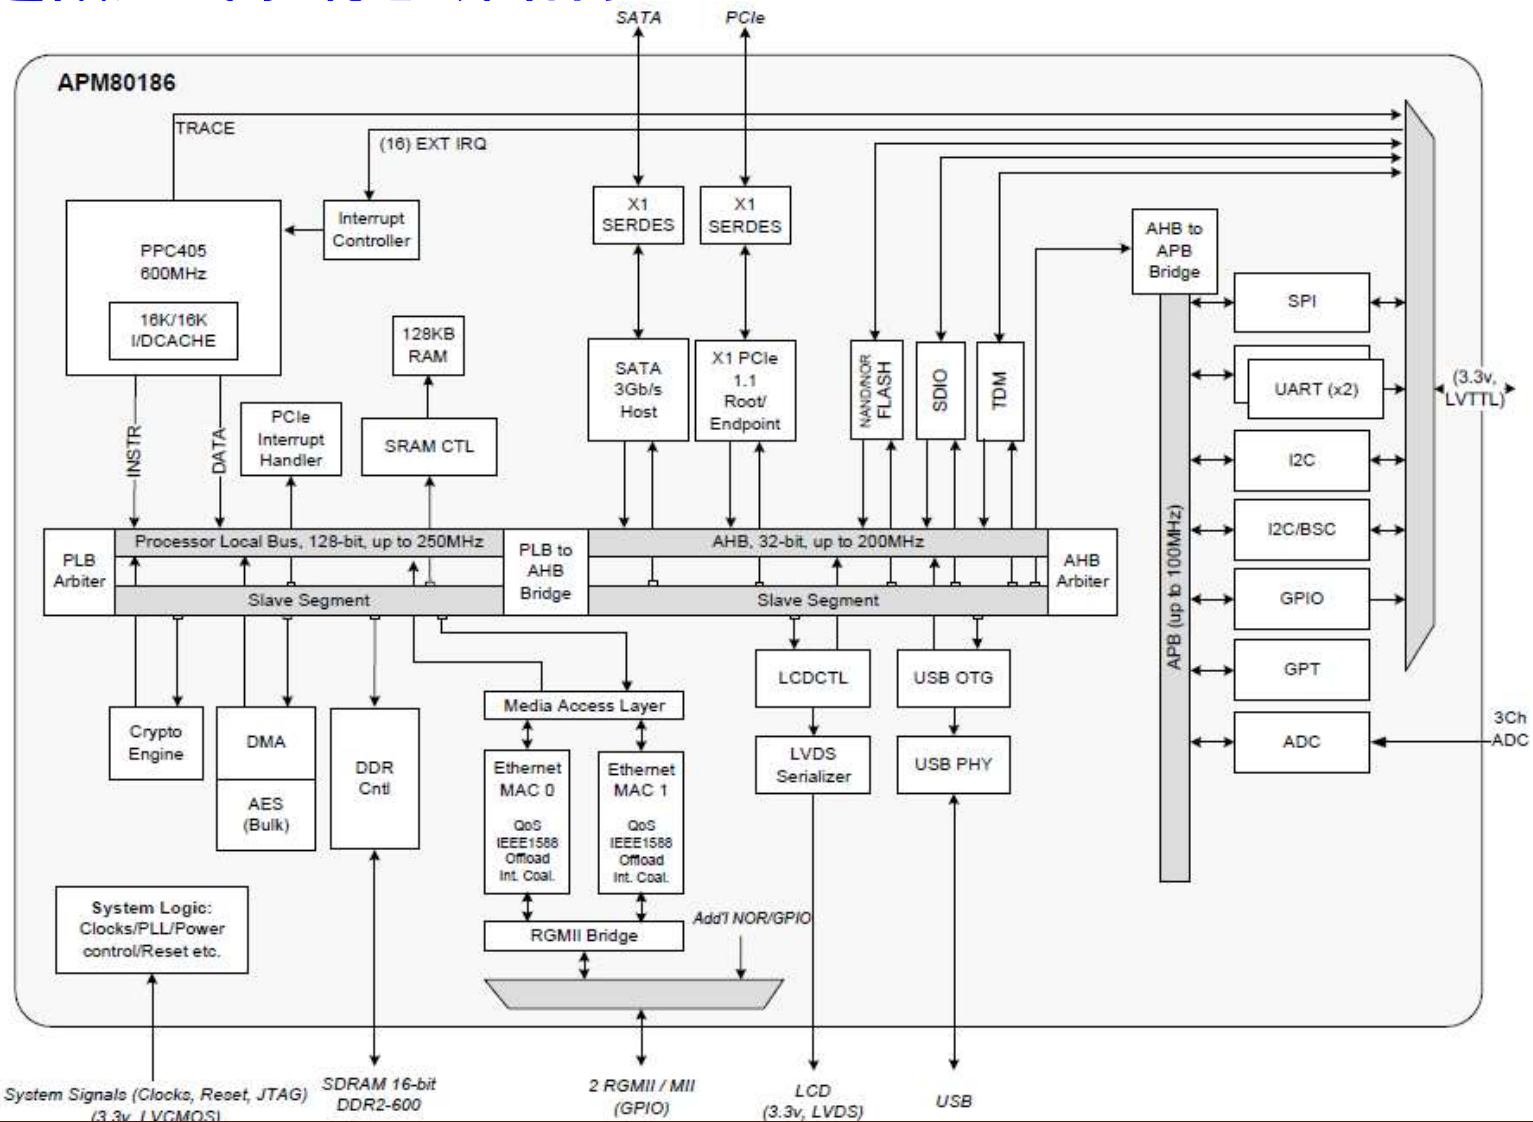 SATA
PCIe
APM80186
TRACE
(16) EXT IRQ
X1
SERDES
X1
SERDES
Interrupt
Controller
PPC405
600MHz
16K/16K
I/DCACHE
AHB to
APB
Bridge
128KB
RAM
SATA
3Gb/s
Host
X1 PCIe
1.1
Root/
Endpoint
NAND/NOR
FLASH
SDIO
TDM
SPI
UART (x2)
(3.3v,
LVTTL)
INSTR
DATA
PCIe
Interrupt
Handler
SRAM CTL
I2C
I2C/BSC
PLB
Arbiter
Processor Local Bus, 128-bit, up to 250MHz
Slave Segment
PLB to
AHB
Bridge
AHB, 32-bit, up to 200MHz
Slave Segment
AHB
Arbiter
APB (up to 100MHz)
GPIO
GPT
3Ch
ADC
ADC
Crypto
Engine
DMA
AES
(Bulk)
DDR
Cntl
Media Access Layer
Ethernet
MAC 0
QoS
IEEE1588
Offload
Int. Coal.
Ethernet
MAC 1
QoS
IEEE1588
Offload
Int. Coal.
LCDCTL
LVDS
Serializer
USB OTG
USB PHY
System Logic:
Clocks/PLL/Power
control/Reset etc.
RGMII Bridge
Add'l NOR/GPIO
System Signals (Clocks, Reset, JTAG)
(3.3v, LVCMOS)
SDRAM 16-bit
DDR2-600
2 RGMII / MII
(GPIO)
LCD
(3.3v, LVDS)
USB